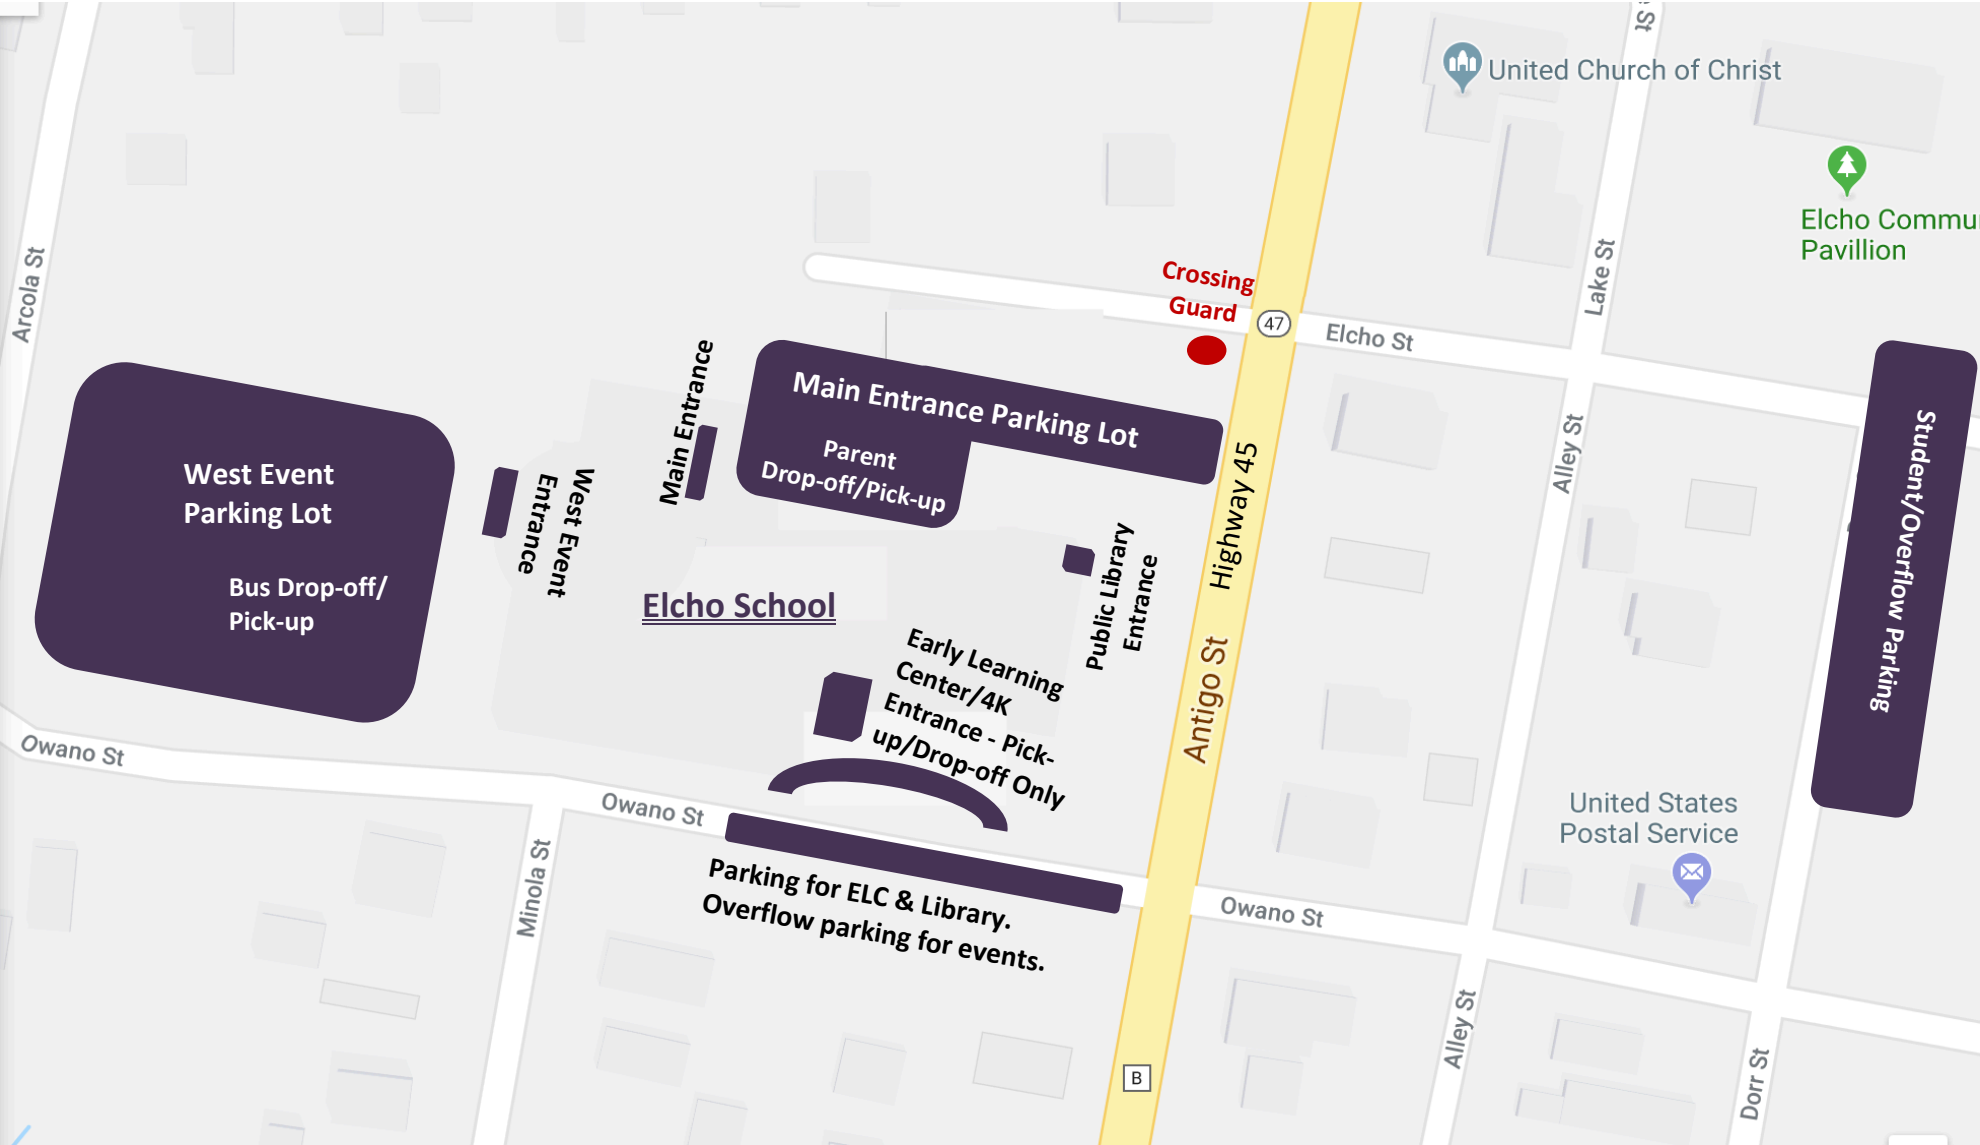 St
United Church of Christ
Elcho Commu
Pavillion
Arcola St
Lake St
Crossing
Guard
47
Elcho St
Main Entrance
Main Entrance Parking Lot
Parent
Drop-off/Pick-up
West Event
Parking Lot
Bus Drop-off/
Pick-up
West Event
Entrance
Highway 45
Antigo St
Alley St
Student/Overflow Parking
Public Library
Entrance
Elcho School
Early Learning
Center/4K
Entrance - Pick-
up/Drop-off Only
Owano St
Owano St
Parking for ELC & Library.
Overflow parking for events.
Minola St
Owano St
United States
Postal Service
Alley St
Dorr St
B